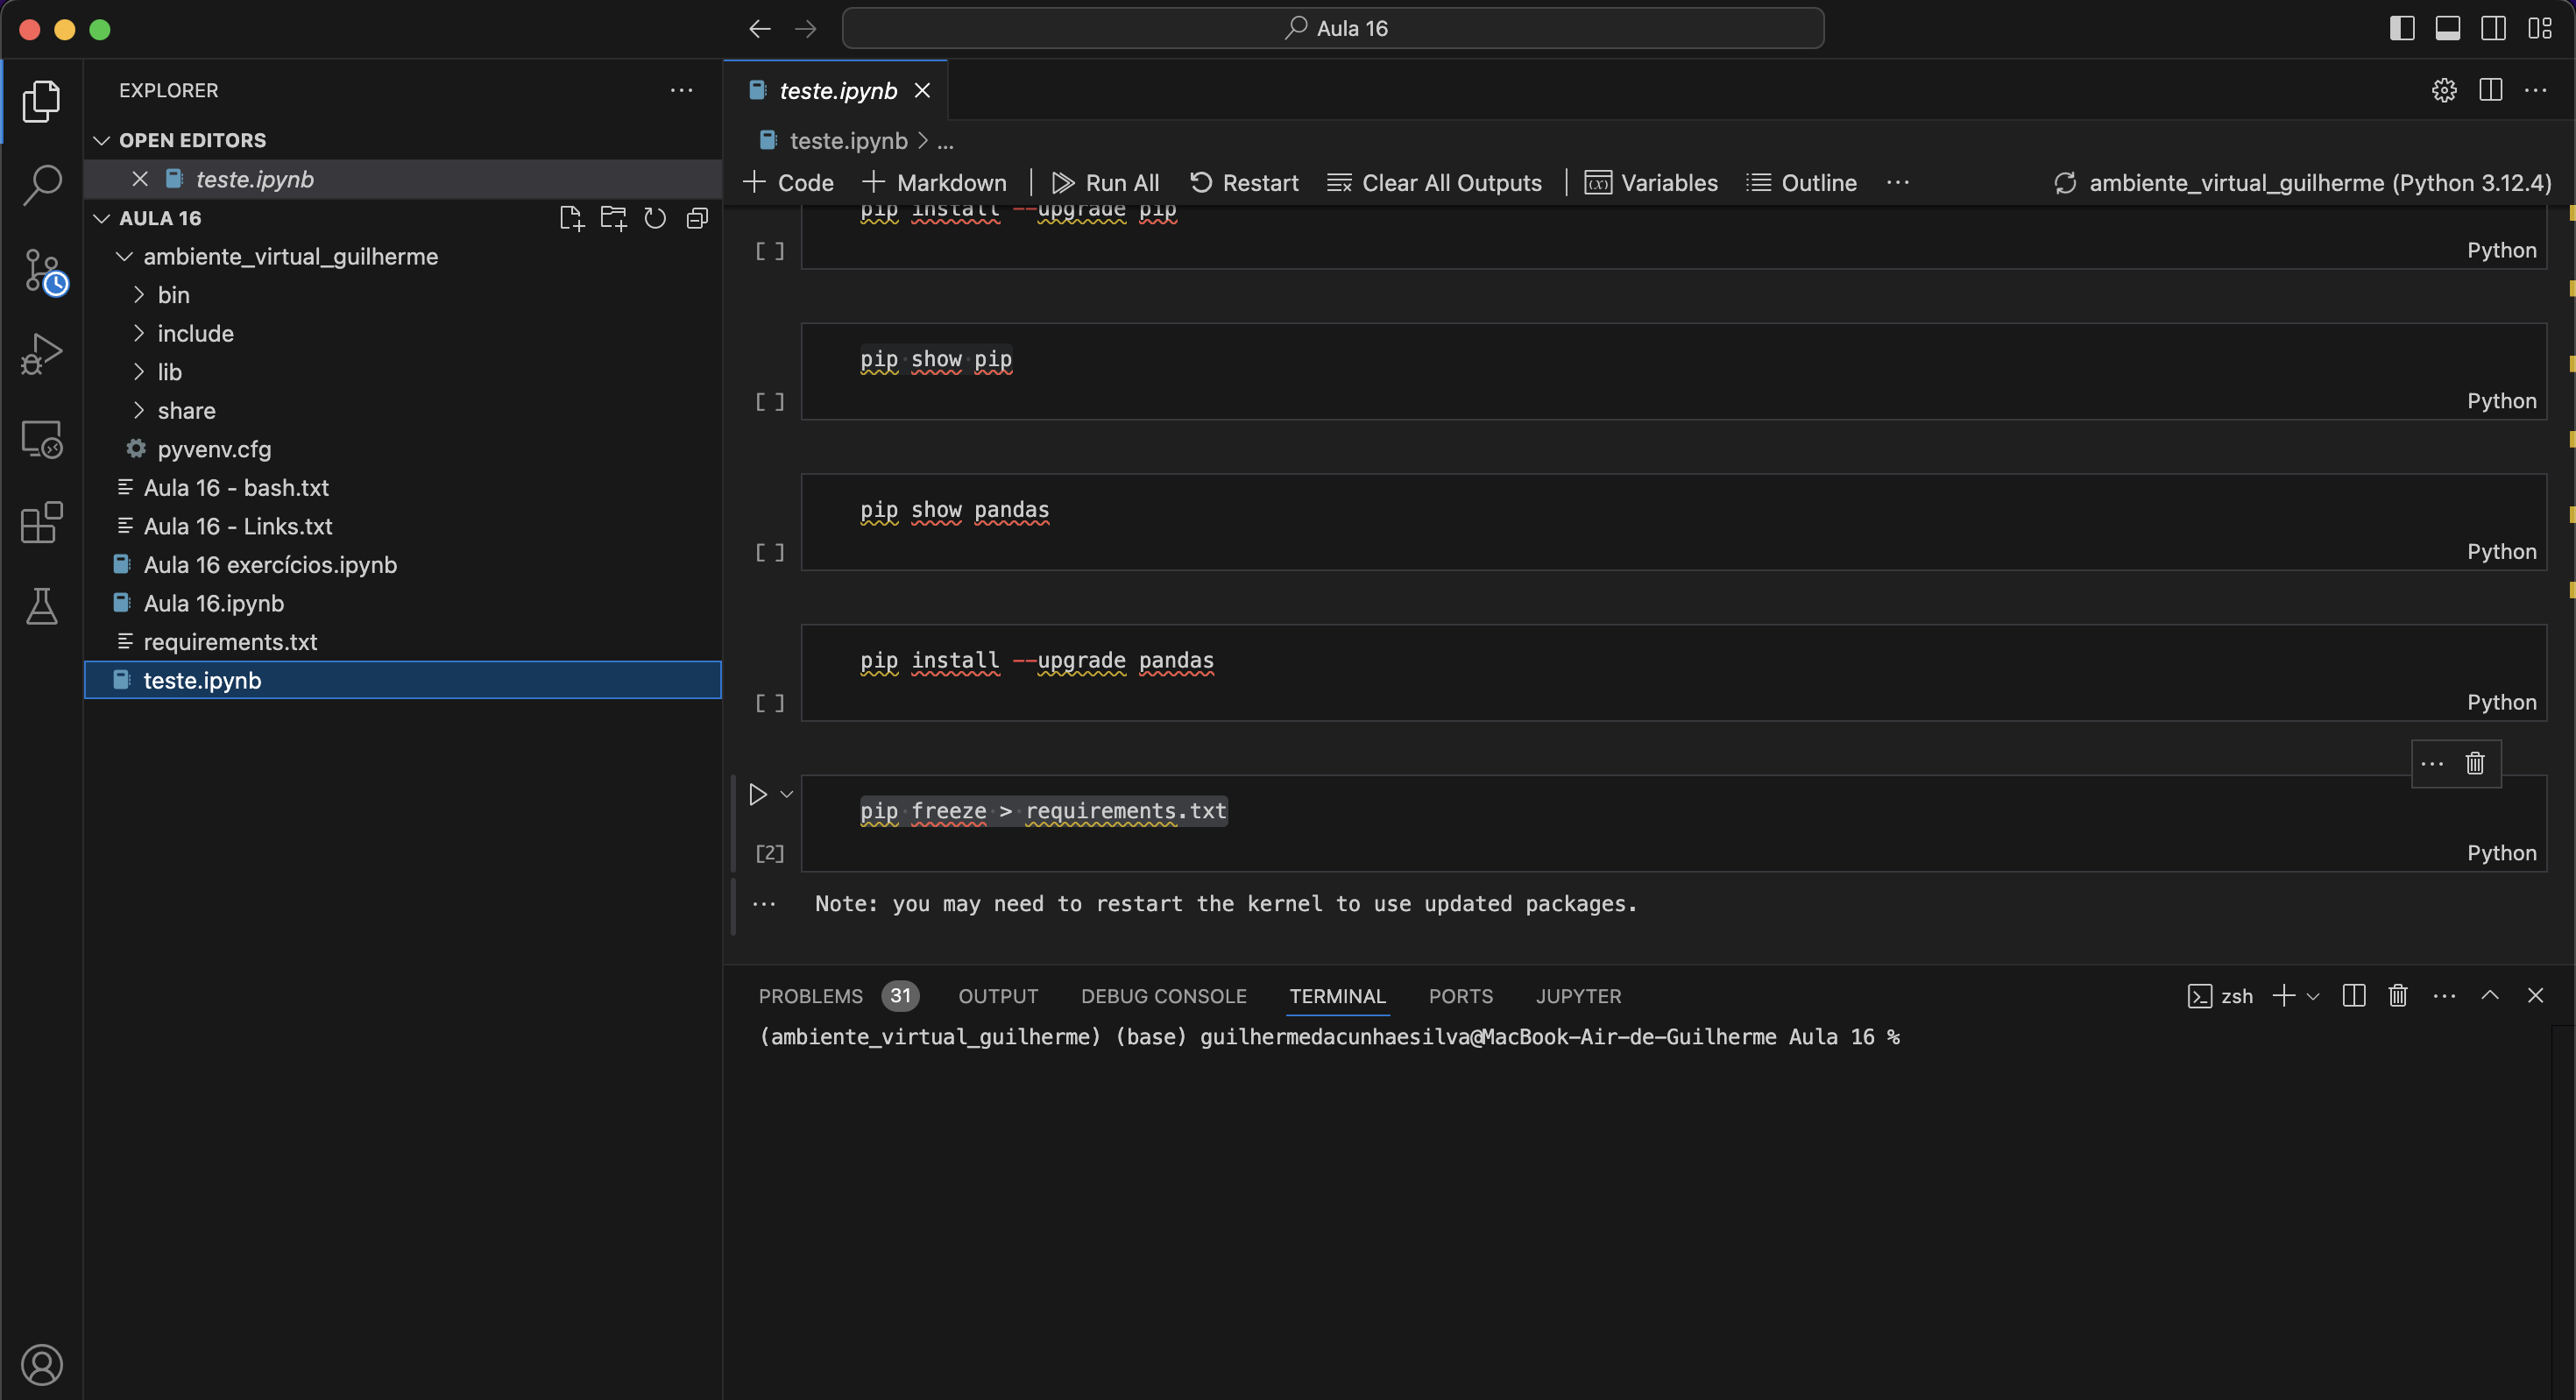 Aula 16
EXPLORER
OPEN EDITORS
teste.ipynb
AULA 16
ambiente_virtual_guilherme
bin
include
lib
share
pyvenv.cfg
Aula 16 - bash.txt
Aula 16 - Links.txt
Aula 16 exercícios.ipynb
Aula 16.ipynb
requirements.txt
teste.ipynb
teste.ipynb
teste.ipynb > ...
+ Code + Markdown | Run All Restart Clear All Outputs | Variables Outline ... ambiente_virtual_guilherme (Python 3.12.4)
pip install --upgrade pip
[ ] Python
pip show pip
[ ] Python
pip show pandas
[ ] Python
pip install --upgrade pandas
[ ] Python
pip freeze > requirements.txt
[2] Python
... Note: you may need to restart the kernel to use updated packages.
PROBLEMS 31 OUTPUT DEBUG CONSOLE TERMINAL PORTS JUPYTER zsh
(ambiente_virtual_guilherme) (base) guilhermedacunhaesilva@MacBook-Air-de-Guilherme Aula 16 %